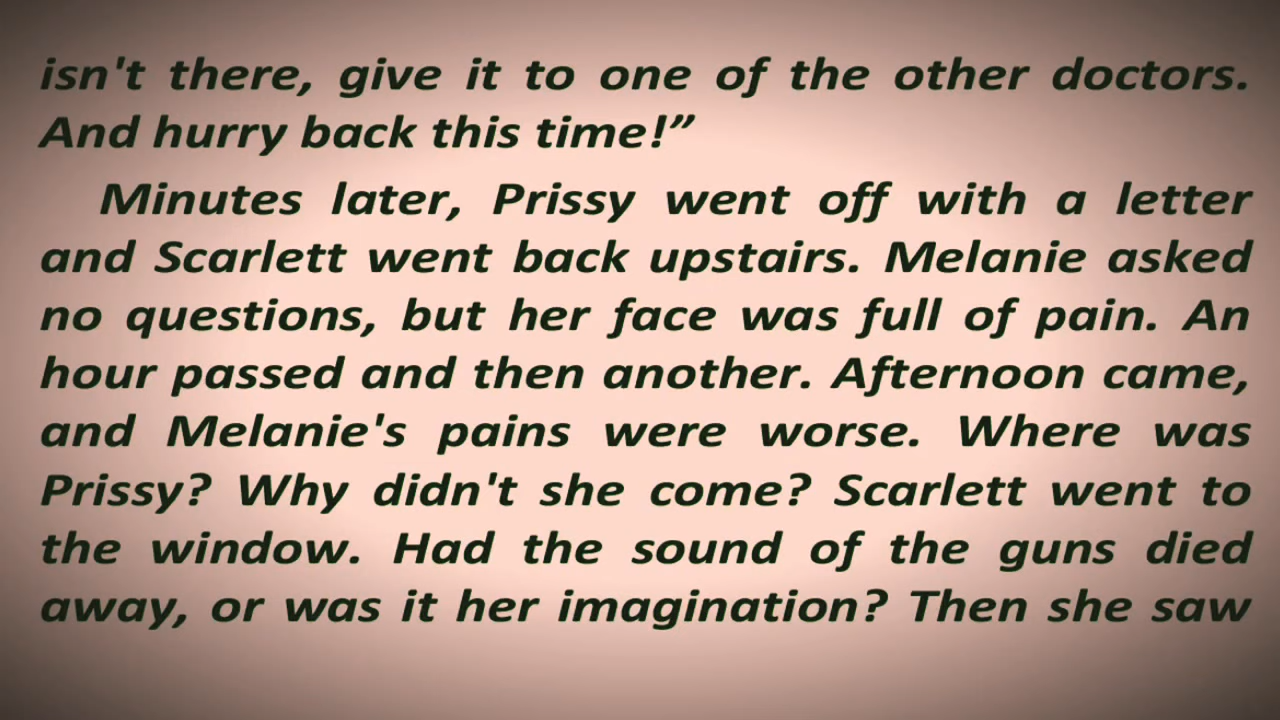 isn't there, give it to one of the other doctors.
And hurry back this time!”
Minutes later, Prissy went off with a letter
and Scarlett went back upstairs. Melanie asked
no questions, but her face was full of pain. An
hour passed and then another. Afternoon came,
and Melanie's pains were worse. Where was
Prissy? Why didn't she come? Scarlett went to
the window. Had the sound of the guns died
away, or was it her imagination? Then she saw